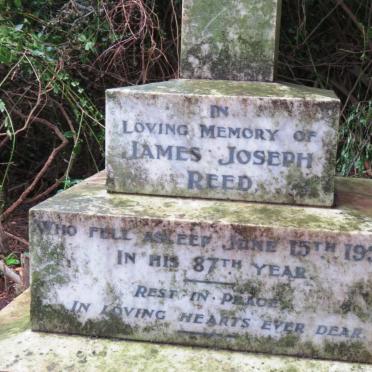 IN
LOVING MEMORY OF
JAMES JOSEPH
REED,
WHO FELL ASLEEP JUNE 15TH
IN HIS 87TH YEAR.
REST IN PEACE
IN LOVING HEARTS EVER DEAR